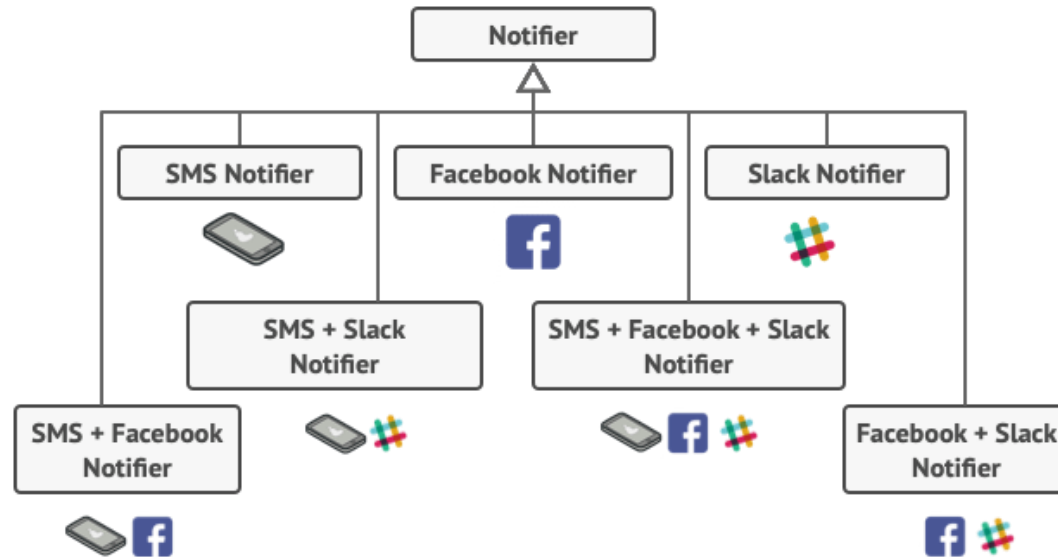 Notifier
SMS Notifier
Facebook Notifier
Slack Notifier
SMS + Slack
Notifier
SMS + Facebook + Slack
Notifier
SMS + Facebook
Notifier
Facebook + Slack
Notifier